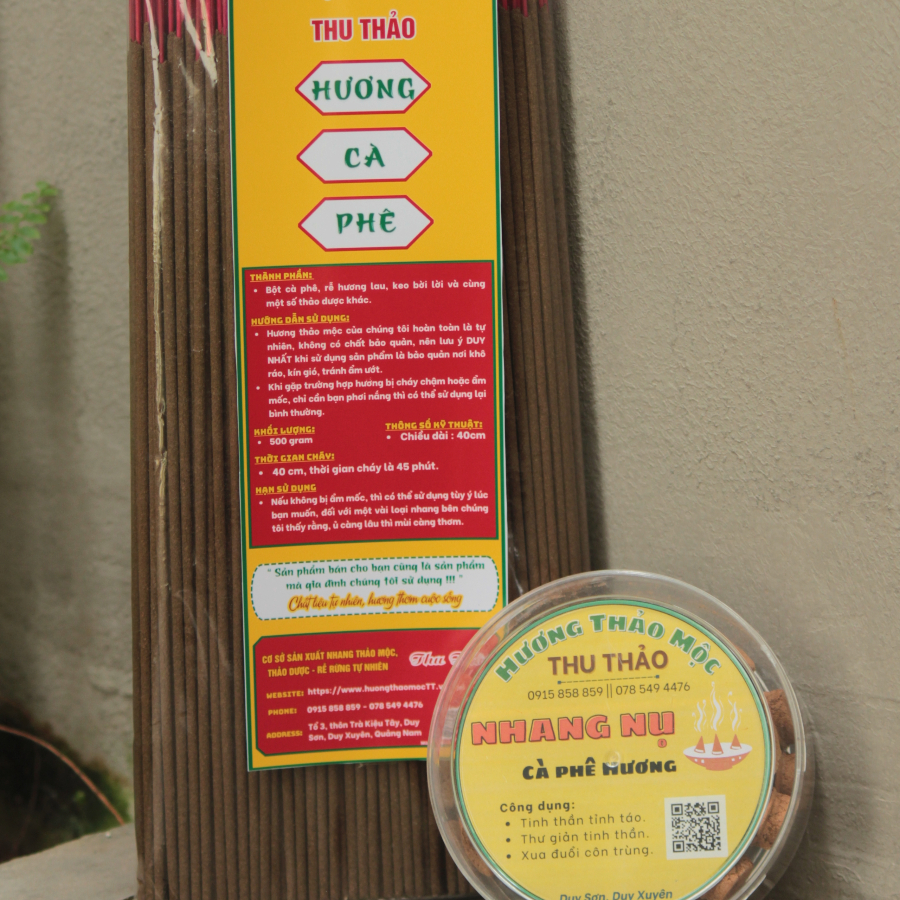 THU THẢO
HƯƠNG
CÀ
PHÊ
THÀNH PHẦN:
• Bột cà phê, rễ hương lau, keo bời lời và cùng
một số thảo dược khác.
HƯỚNG DẪN SỬ DỤNG:
• Hương thảo mộc của chúng tôi hoàn toàn là tự
nhiên, không có chất bảo quản, nên lưu ý DUY
NHẤT khi sử dụng sản phẩm là bảo quản nơi khô
ráo, kín gió, tránh ẩm ướt.
• Khi gặp trường hợp hương bị cháy chậm hoặc ẩm
mốc, chỉ cần bạn phơi nắng thì có thể sử dụng lại
bình thường.
KHỐI LƯỢNG:
• 500 gram
THÔNG SỐ KỸ THUẬT:
• Chiều dài : 40cm
THỜI GIAN CHÁY:
• 40 cm, thời gian cháy là 45 phút.
HẠN SỬ DỤNG
• Nếu không bị ẩm mốc, thì có thể sử dụng tùy ý lúc
bạn muốn, đối với một vài loại nhang bên chúng
tôi thấy rằng, ủ càng lâu thì mùi càng thơm.
" Sản phẩm bán cho bạn cũng là sản phẩm
mà gia đình chúng tôi sử dụng !!! "
Chất liệu tự nhiên, hương thơm cuộc sống
CƠ SỞ SẢN XUẤT NHANG THẢO MỘC,
THẢO DƯỢC - RỄ RỪNG TỰ NHIÊN
Thu
WEBSITE: https://www.huongthaomocTT.v
PHONE: 0915 858 859 - 078 549 4476
ADDRESS: Tổ 3, thôn Trà Kiệu Tây, Duy
Sơn, Duy Xuyên, Quảng Nam
HƯƠNG THẢO MỘC
THU THẢO
0915 858 859 || 078 549 4476
NHANG NỤ
CÀ PHÊ HƯƠNG
Công dụng:
• Tinh thần tỉnh táo.
• Thư giản tinh thần.
• Xua đuổi côn trùng.
Duy Sơn, Duy Xuyên